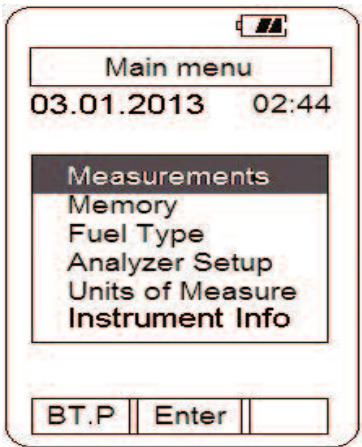 Main menu
03.01.2013 02:44
Measurements
Memory
Fuel Type
Analyzer Setup
Units of Measure
Instrument Info
BT.P Enter